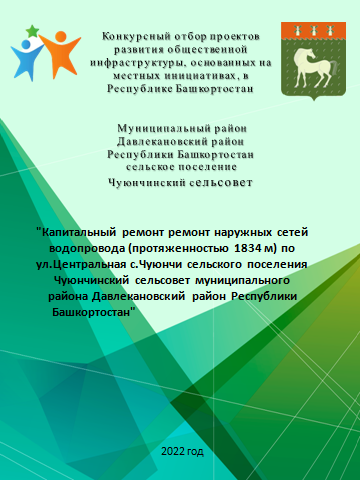 Конкурсный отбор проектов
развития общественной
инфраструктуры, основанных на
местных инициативах, в
Республике Башкортостан
Муниципальный район
Давлекановский район
Республики Башкортостан
сельское поселение
Чуюнчинский сельсовет
"Капитальный ремонт ремонт наружных сетей
водопровода (протяженностью 1834 м) по
ул.Центральная с.Чуюнчи сельского поселения
Чуюнчинский сельсовет муниципального
района Давлекановский район Республики
Башкортостан"
2022 год